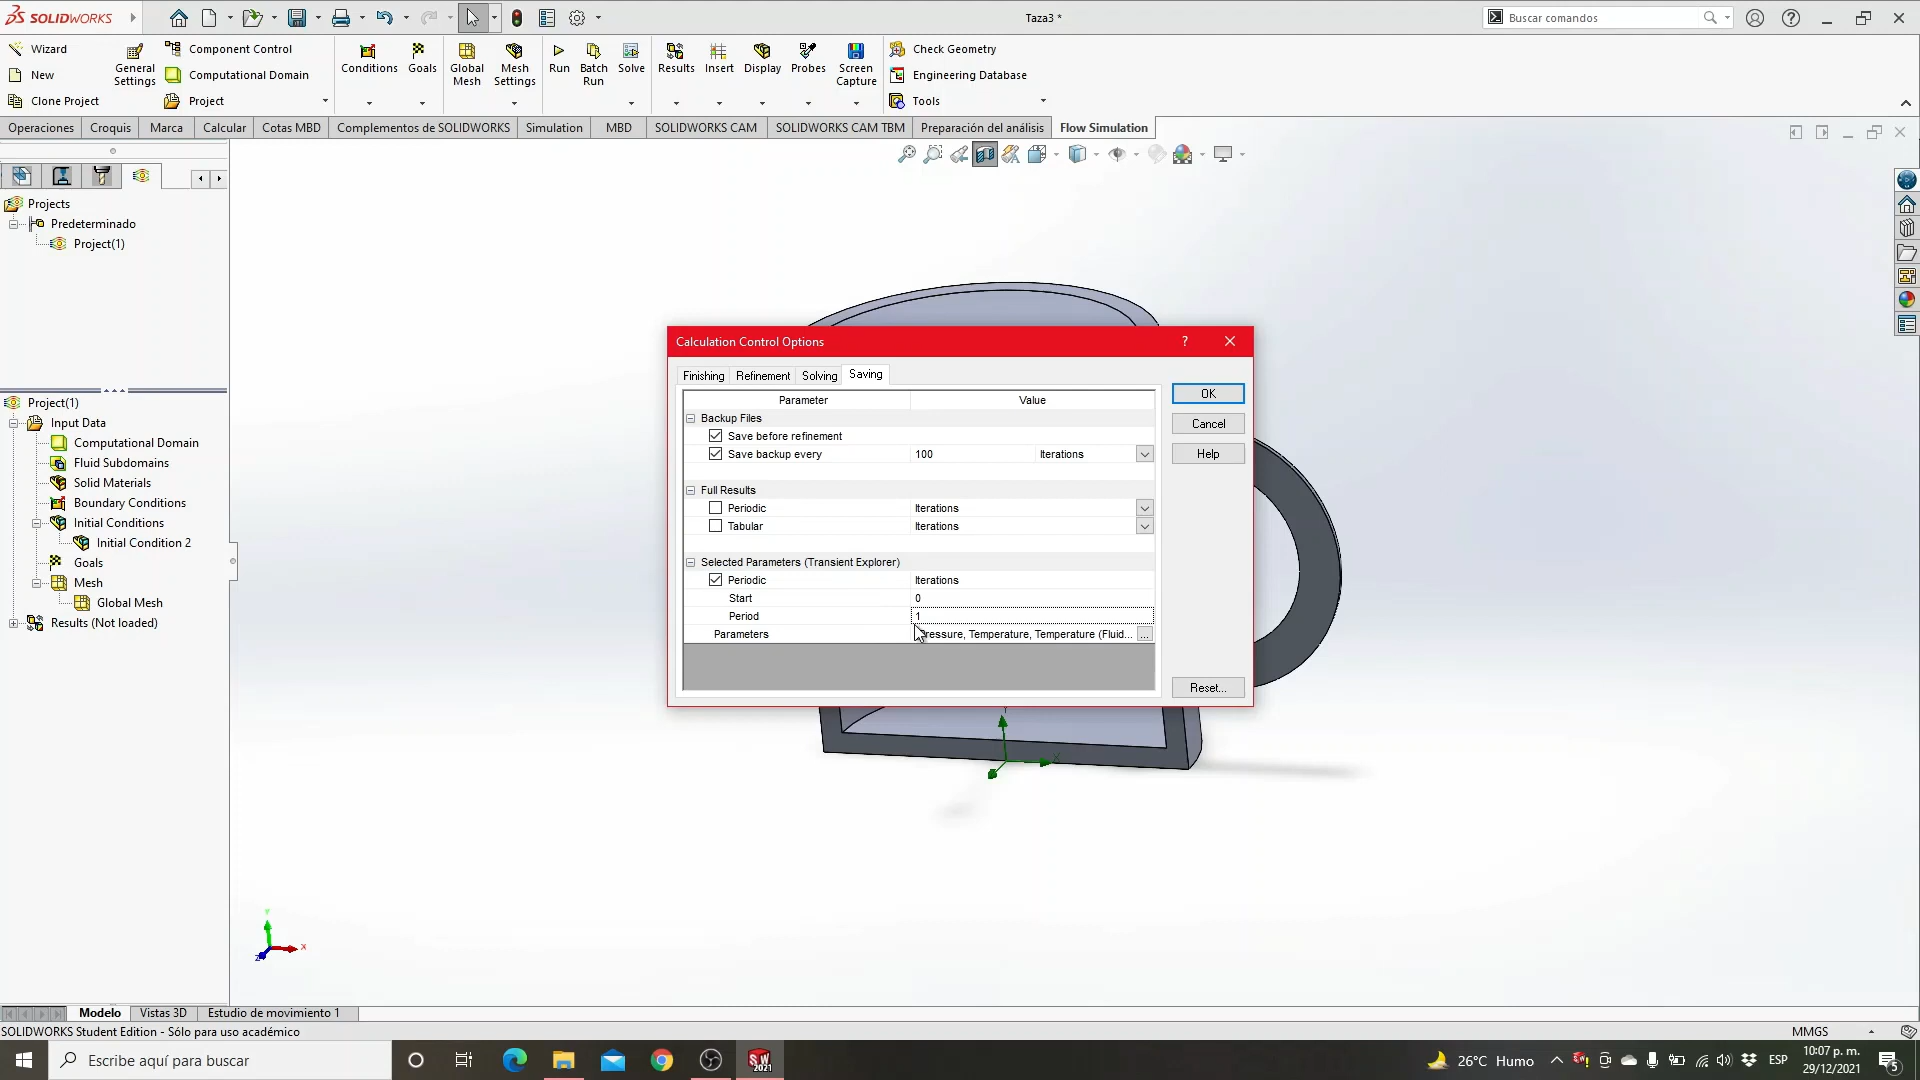 SOLIDWORKS
Taza3 *
Buscar comandos
Wizard
New
Clone Project
General Settings
Component Control
Computational Domain
Project
Conditions
Goals
Global Mesh
Mesh Settings
Run
Batch Run
Solve
Results
Insert
Display
Probes
Screen Capture
Check Geometry
Engineering Database
Tools
Operaciones
Croquis
Marca
Calcular
Cotas MBD
Complementos de SOLIDWORKS
Simulation
MBD
SOLIDWORKS CAM
SOLIDWORKS CAM TBM
Preparación del análisis
Flow Simulation
Projects
Predeterminado
Project(1)
Project(1)
Input Data
Computational Domain
Fluid Subdomains
Solid Materials
Boundary Conditions
Initial Conditions
Initial Condition 2
Goals
Mesh
Global Mesh
Results (Not loaded)
Calculation Control Options
?
Finishing
Refinement
Solving
Saving
Parameter Value
Backup Files
Save before refinement
Save backup every 100 Iterations
Full Results
Periodic Iterations
Tabular Iterations
Selected Parameters (Transient Explorer)
Periodic Iterations
Start 0
Period 1
Parameters Pressure, Temperature, Temperature (Fluid... ...
OK
Cancel
Help
Reset...
Y
X
Z
Modelo
Vistas 3D
Estudio de movimiento 1
SOLIDWORKS Student Edition - Sólo para uso académico
MMGS
Escribe aquí para buscar
SW
2021
26°C Humo
ESP
10:07 p. m.
29/12/2021
5